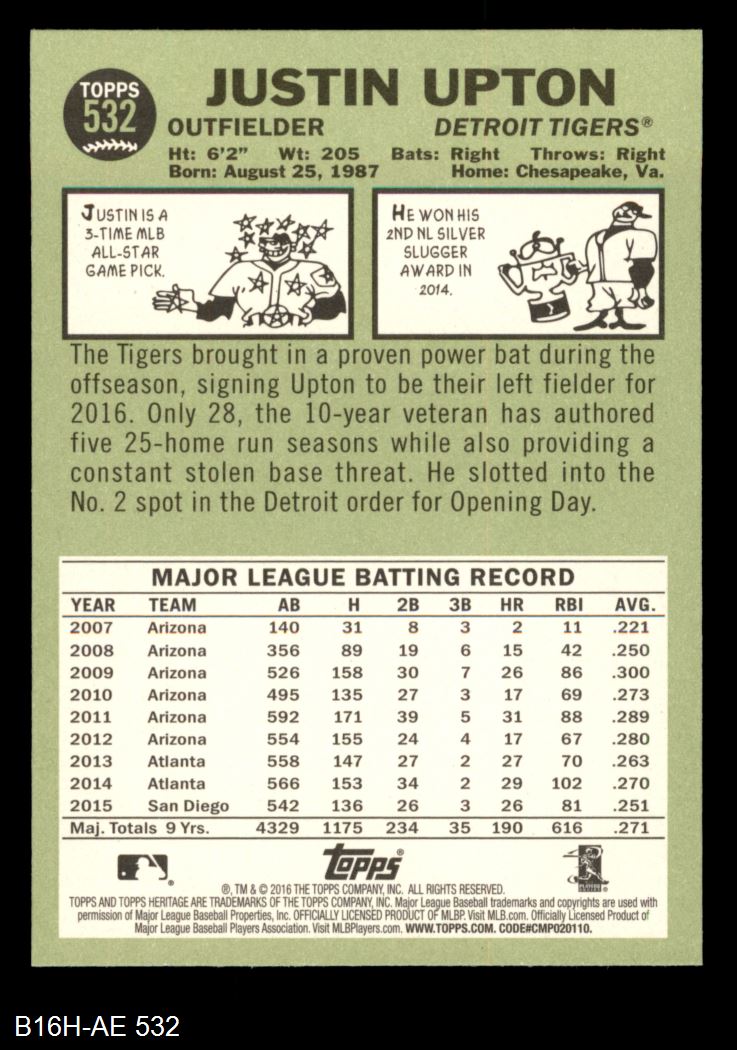 TOPPS
532
JUSTIN UPTON
OUTFIELDER DETROIT TIGERS®
Ht: 6'2" Wt: 205 Bats: Right Throws: Right
Born: August 25, 1987 Home: Chesapeake, Va.
JUSTIN IS A
3-TIME MLB
ALL-STAR
GAME PICK.
HE WON HIS
2ND NL SILVER
SLUGGER
AWARD IN
2014.
The Tigers brought in a proven power bat during the
offseason, signing Upton to be their left fielder for
2016. Only 28, the 10-year veteran has authored
five 25-home run seasons while also providing a
constant stolen base threat. He slotted into the
No. 2 spot in the Detroit order for Opening Day.
MAJOR LEAGUE BATTING RECORD
YEAR TEAM AB H 2B 3B HR RBI AVG.
2007 Arizona 140 31 8 3 2 11 .221
2008 Arizona 356 89 19 6 15 42 .250
2009 Arizona 526 158 30 7 26 86 .300
2010 Arizona 495 135 27 3 17 69 .273
2011 Arizona 592 171 39 5 31 88 .289
2012 Arizona 554 155 24 4 17 67 .280
2013 Atlanta 558 147 27 2 27 70 .263
2014 Atlanta 566 153 34 2 29 102 .270
2015 San Diego 542 136 26 3 26 81 .251
Maj. Totals 9 Yrs. 4329 1175 234 35 190 616 .271
® topps® PLAYERS
®, TM & © 2016 THE TOPPS COMPANY, INC. ALL RIGHTS RESERVED.
TOPPS AND TOPPS HERITAGE ARE TRADEMARKS OF THE TOPPS COMPANY, INC. Major League Baseball trademarks and copyrights are used with
permission of Major League Baseball Properties, Inc. OFFICIALLY LICENSED PRODUCT OF MLBP. Visit MLB.com. Officially Licensed Product of
Major League Baseball Players Association. Visit MLBPlayers.com. WWW.TOPPS.COM. CODE#CMP020110.
B16H-AE 532